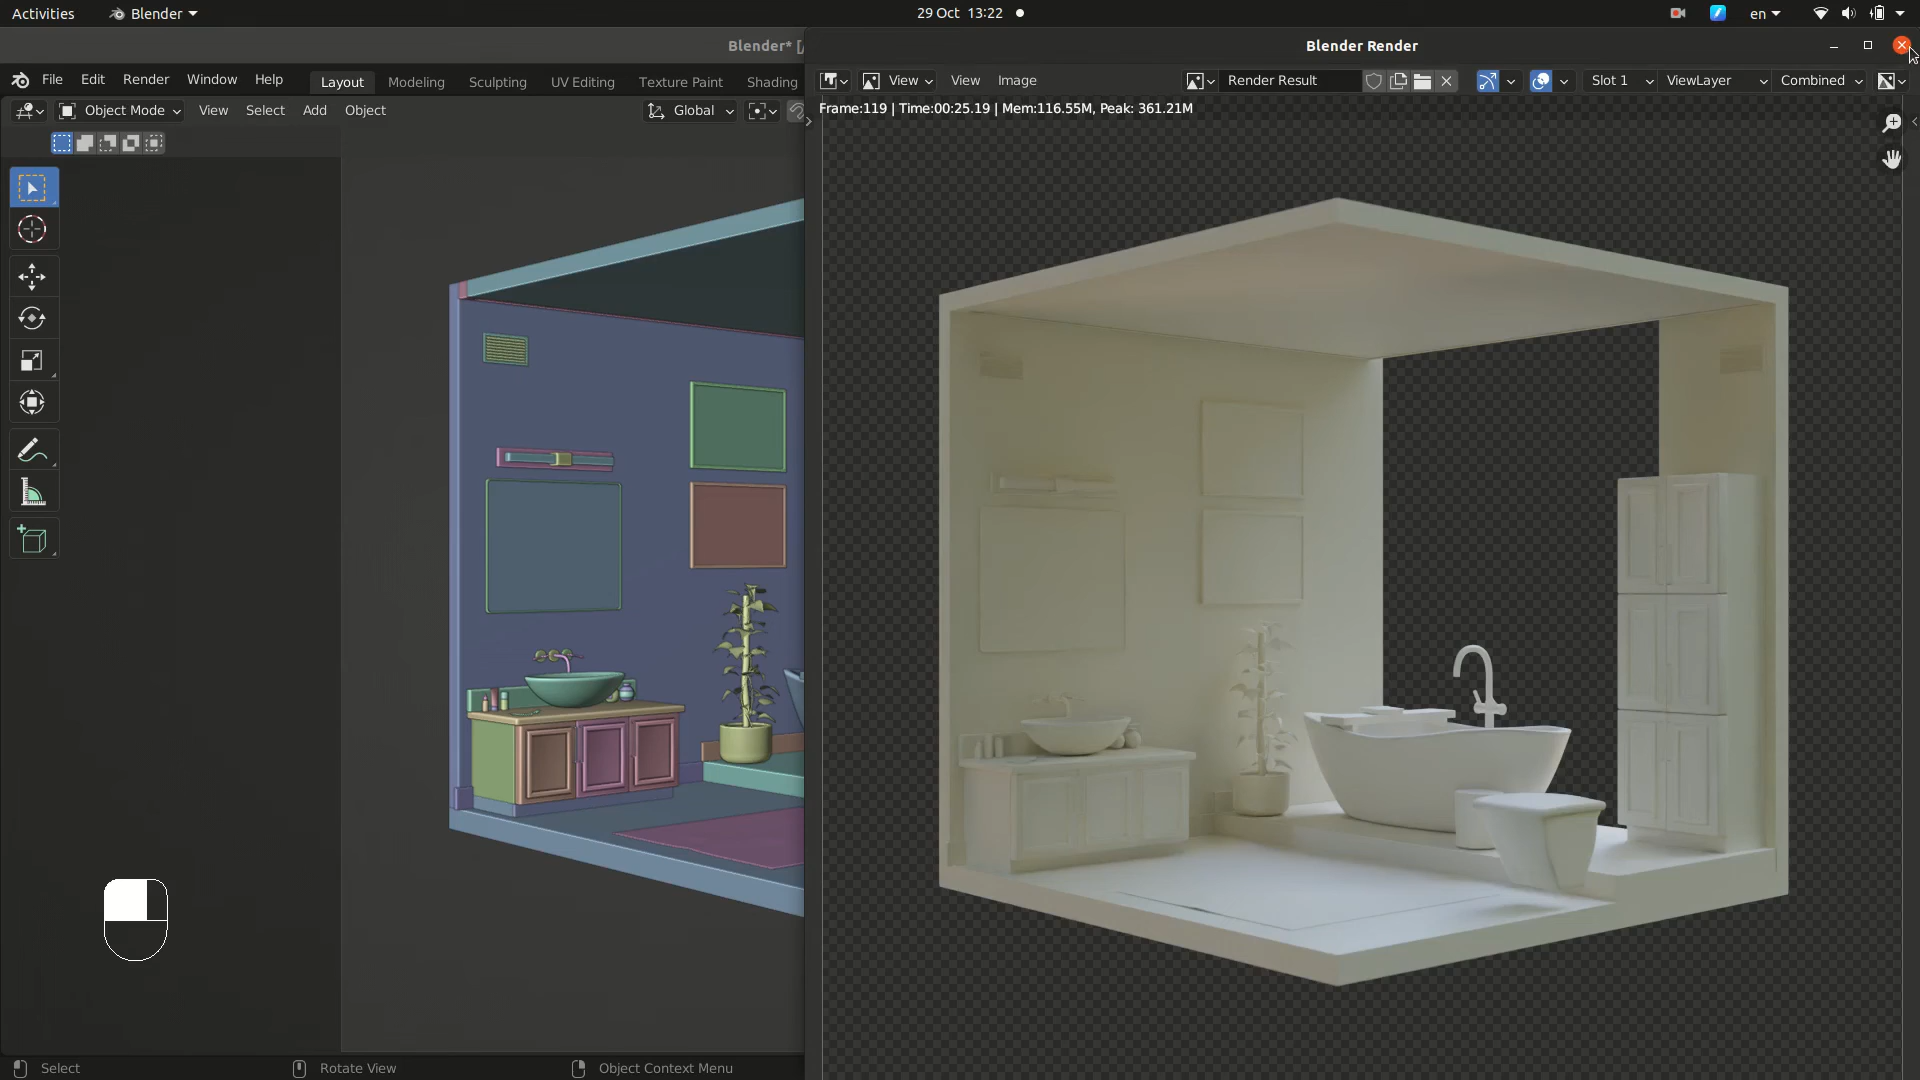 Activities Blender 29 Oct 13:22 en
Blender* [ Blender Render
File Edit Render Window Help Layout Modeling Sculpting UV Editing Texture Paint Shading
View View Image Render Result Slot 1 ViewLayer Combined
Object Mode View Select Add Object Global
Frame:119 | Time:00:25.19 | Mem:116.55M, Peak: 361.21M
Select Rotate View Object Context Menu